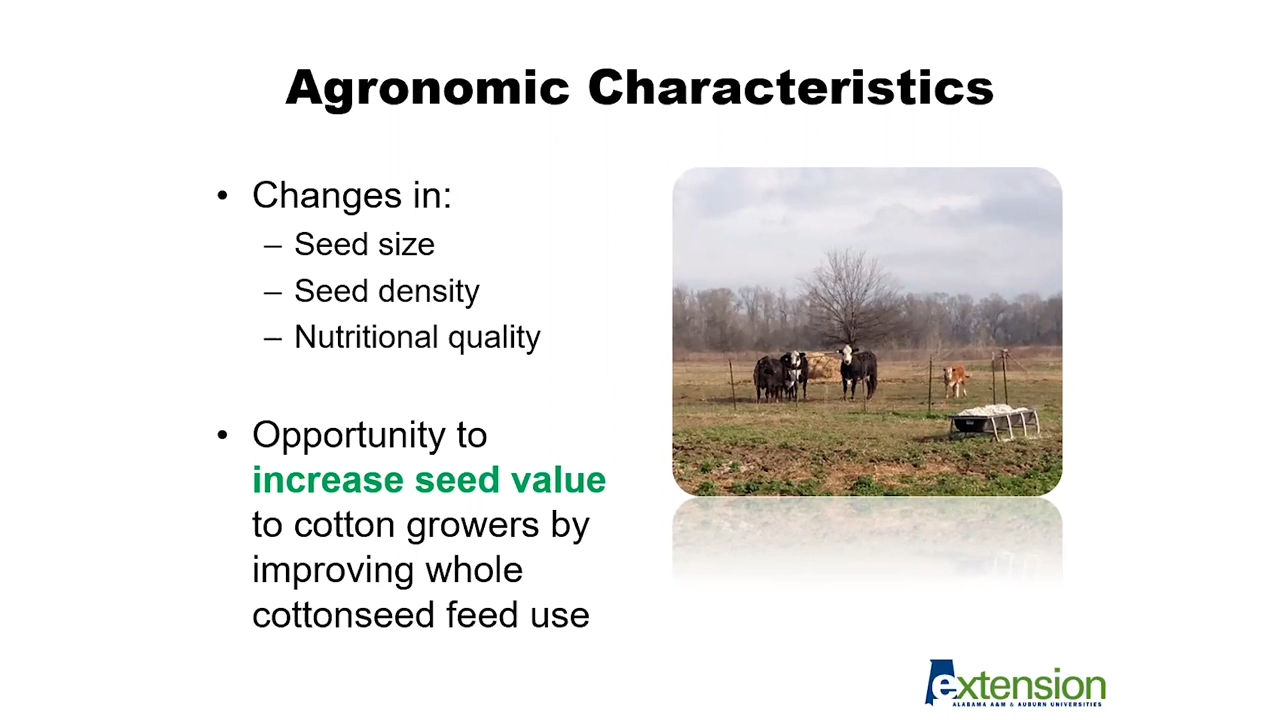 Agronomic Characteristics
• Changes in:
– Seed size
– Seed density
– Nutritional quality
• Opportunity to
increase seed value
to cotton growers by
improving whole
cottonseed feed use
extension
ALABAMA A&M & AUBURN UNIVERSITIES